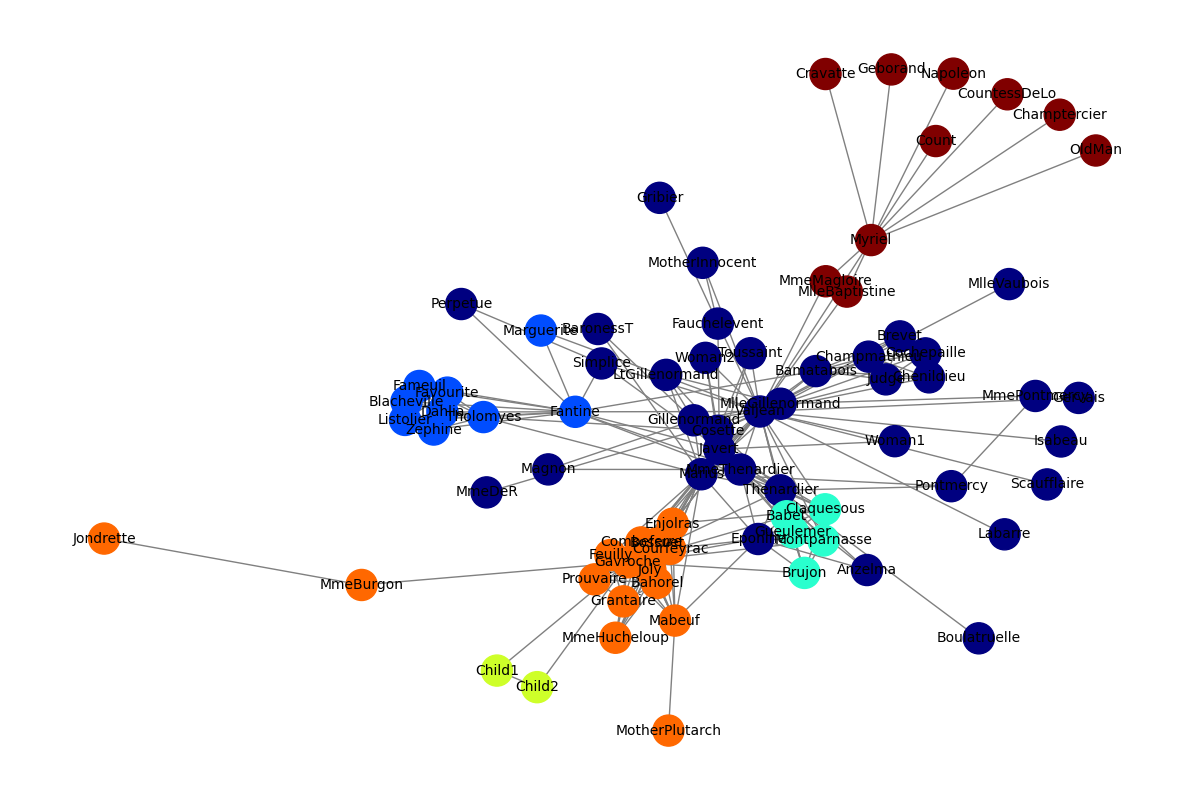 Cravatte
Geborand
Napoleon
CountessDeLo
Champtercier
Count
OldMan
Gribier
Myriel
MotherInnocent
MmeMagloire
MlleBaptistine
MlleVaubois
Perpetue
Marguerite
BaronessT
Fauchelevent
Brevet
Woman2
Toussaint
Simplice
LtGillenormand
Champmathieu
Cochepaille
Bamatabois
Judge
Chenildieu
Fameuil
Favourite
Blacheville
Dahlia
Listolier
Zephine
Tholomyes
Fantine
MlleGillenormand
Valjean
MmePontmercy
Gervais
Gillenormand
Cosette
Javert
Woman1
Isabeau
Magnon
Marius
MmeThenardier
MmeDeR
Thenardier
Pontmercy
Scaufflaire
Claquesous
Babet
Enjolras
Gueulemer
Montparnasse
Eponine
Labarre
Jondrette
Combeferre
Bossuet
Courfeyrac
Feuilly
Gavroche
Joly
Brujon
Anzelma
MmeBurgon
Prouvaire
Bahorel
Grantaire
Mabeuf
MmeHucheloup
Boulatruelle
Child1
Child2
MotherPlutarch